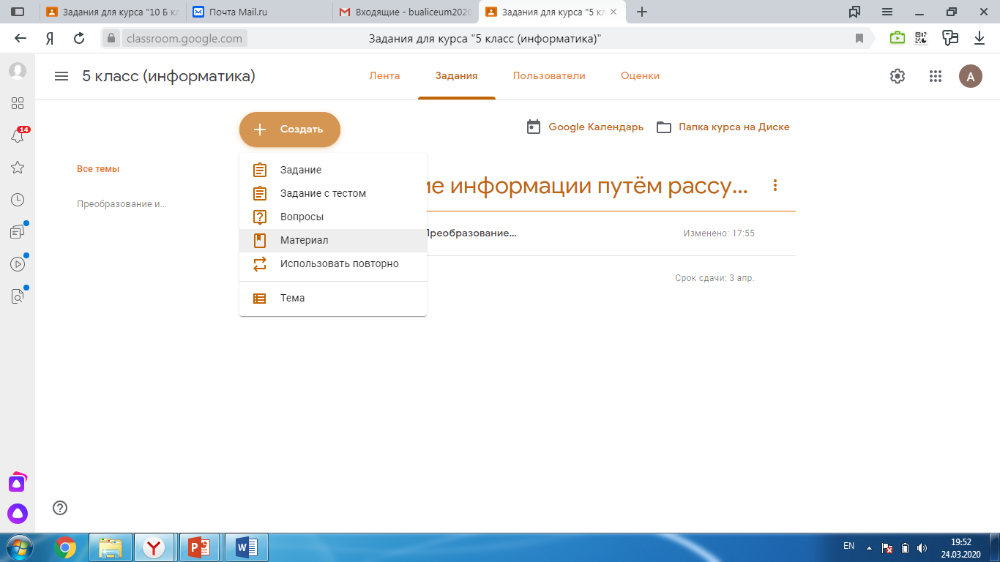 Задания для курса "10 Б кл
Почта Mail.ru
Входящие - bualiceum2020
Задания для курса "5 кл
Я
classroom.google.com
Задания для курса "5 класс (информатика)"
5 класс (информатика)
Лента
Задания
Пользователи
Оценки
А
14
Создать
Google Календарь
Папка курса на Диске
Все темы
Преобразование и...
Задание
Задание с тестом
Вопросы
Материал
Использовать повторно
Тема
ие информации путём рассу...
Преобразование...
Изменено: 17:55
Срок сдачи: 3 апр.
EN
19:52
24.03.2020